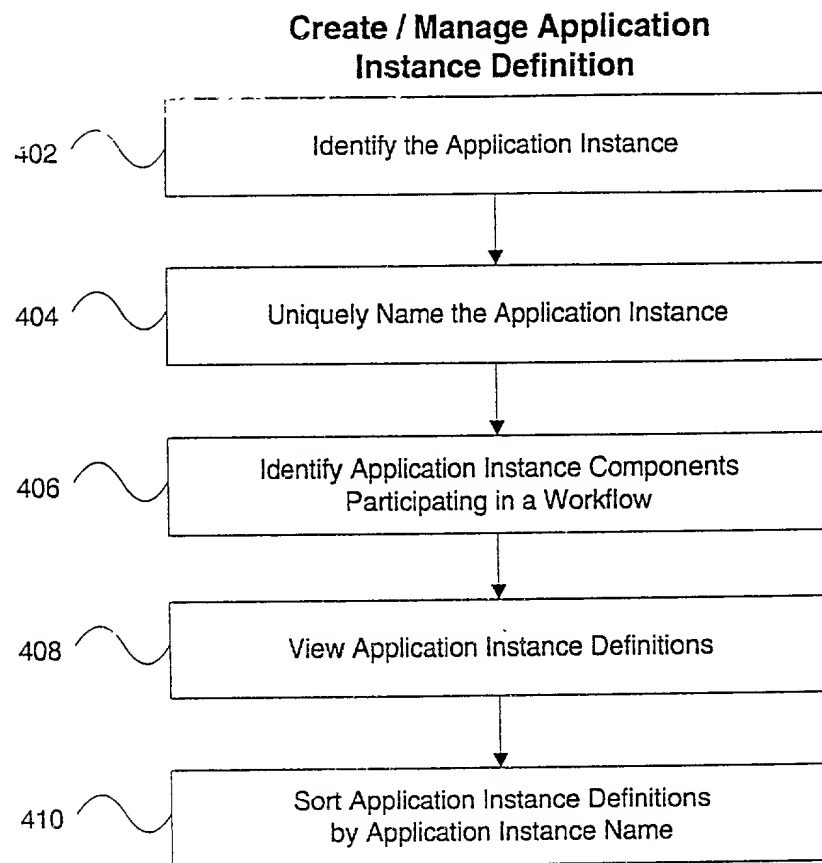 Create / Manage Application
Instance Definition
402
Identify the Application Instance
404
Uniquely Name the Application Instance
406
Identify Application Instance Components
Participating in a Workflow
408
View Application Instance Definitions
410
Sort Application Instance Definitions
by Application Instance Name